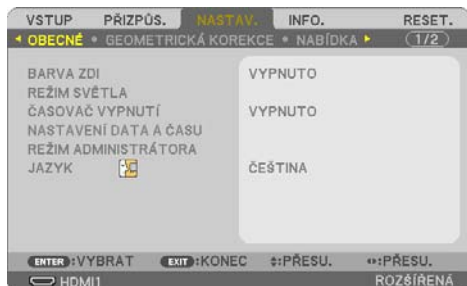 VSTUP PŘIZPŮS. NASTAV. INFO. RESET.
OBECNÉ • GEOMETRICKÁ KOREKCE • NABÍDKA (1/2)
BARVA ZDI VYPNUTO
REŽIM SVĚTLA
ČASOVAČ VYPNUTÍ VYPNUTO
NASTAVENÍ DATA A ČASU
REŽIM ADMINISTRÁTORA
JAZYK ČEŠTINA
ENTER :VYBRAT EXIT :KONEC :PŘESU. :PŘESU.
HDMI1 ROZŠÍŘENÁ